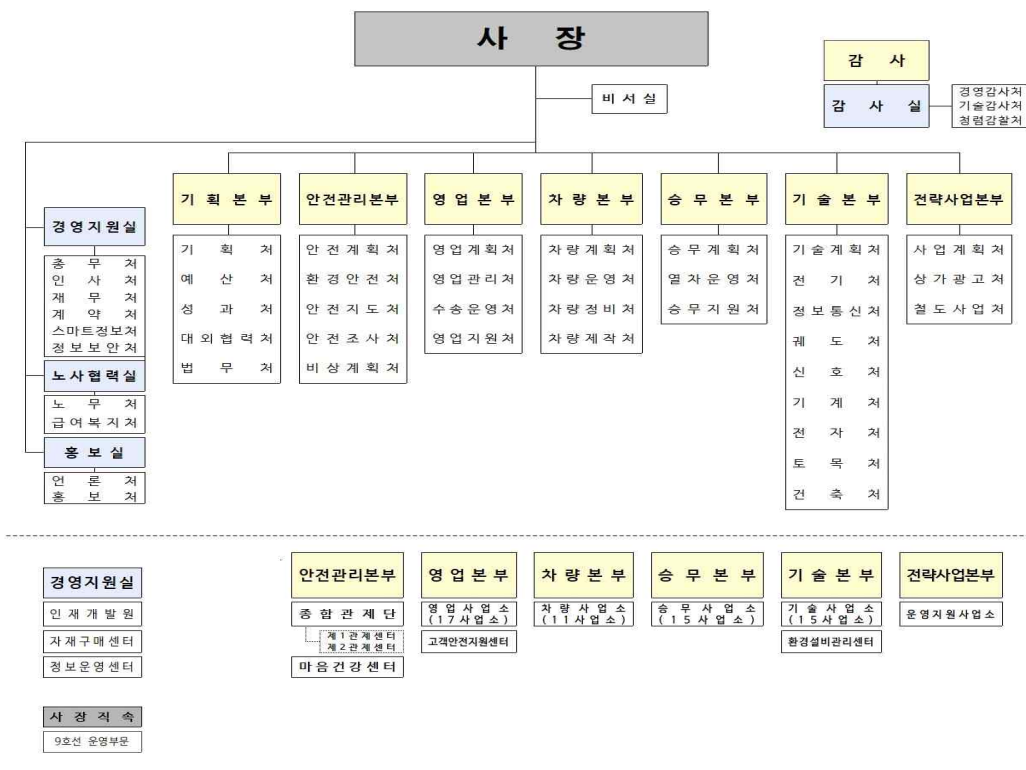 사 장
비서실
감 사
감 사 실
경영감사처
기술감사처
청렴감찰처
경영지원실
총 무 처
인 사 처
재 무 처
계 약 처
스마트정보처
정보보안처
노사협력실
노 무 처
급여복지처
홍보실
언 론 처
홍 보 처
기 획 본 부
기 획 처
예 산 처
성 과 처
대외협력처
법 무 처
안전관리본부
안전계획처
환경안전처
안전지도처
안전조사처
비상계획처
영 업 본 부
영업계획처
영업관리처
수송운영처
영업지원처
차 량 본 부
차량계획처
차량운영처
차량정비처
차량제작처
승 무 본 부
승무계획처
열차운영처
승무지원처
기 술 본 부
기술계획처
전 기 처
정보통신처
궤 도 처
신 호 처
기 계 처
전 자 처
토 목 처
건 축 처
전략사업본부
사업계획처
상가광고처
철도사업처
경영지원실
인재개발원
자재구매센터
정보운영센터
사 장 직 속
9호선 운영부문
안전관리본부
종합관제단
제1관제센터
제2관제센터
마음건강센터
영 업 본 부
영업사업소
(17사업소)
고객안전지원센터
차 량 본 부
차량사업소
(11사업소)
승 무 본 부
승무사업소
(15사업소)
기 술 본 부
기술사업소
(15사업소)
환경설비관리센터
전략사업본부
운영지원사업소